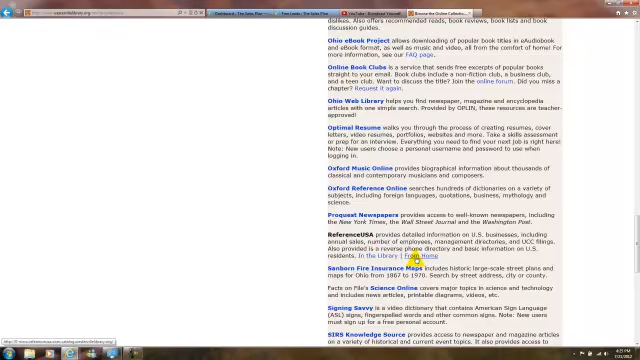 Browse the Online Collectio...
dislikes. Also offers recommended reads, book reviews, book lists and book
discussion guides.
Ohio eBook Project allows downloading of popular book titles in eAudiobook
and eBook format, as well as music and video, all from the comfort of home! For
more information, see our FAQ page.
Online Book Clubs is a service that sends free excerpts of popular books
straight to your email. Book clubs include a non-fiction club, a business club,
and a teen club. Want to discuss the title? Join the online forum. Did you miss a
chapter? Request it again.
Ohio Web Library helps you find newspaper, magazine and encyclopedia
articles with one simple search. Provided by OPLIN, these resources are teacher-
approved!
Optimal Resume walks you through the process of creating resumes, cover
letters, video resumes, portfolios, websites and more. Take a skills assessment
or prep for an interview. Everything you need to find your next job is right here!
Note: New users choose a personal username and password to use when
logging in.
Oxford Music Online provides biographical information about thousands of
classical and contemporary musicians and composers.
Oxford Reference Online searches hundreds of dictionaries on a variety of
subjects, including foreign languages, quotations, business, mythology and
science.
Proquest Newspapers provides access to well-known newspapers, including
the New York Times, the Wall Street Journal and the Washington Post.
ReferenceUSA provides detailed information on U.S. businesses, including
annual sales, number of employees, management directories, and UCC filings.
Also provided is a reverse phone directory and basic information on U.S.
residents. In the Library | From Home
Sanborn Fire Insurance Maps includes historic large-scale street plans and
maps for Ohio from 1867 to 1970. Search by street address, city or county.
Facts on File's Science Online covers major topics in science and technology
and includes news articles, printable diagrams, videos, etc.
Signing Savvy is a video dictionary that contains American Sign Language
(ASL) signs, fingerspelled words and other common signs. Note: New users
must sign up for a free personal account.
SIRS Knowledge Source provides access to newspaper and magazine articles
on a variety of historical and current event topics. It also provides access to
4:23 PM